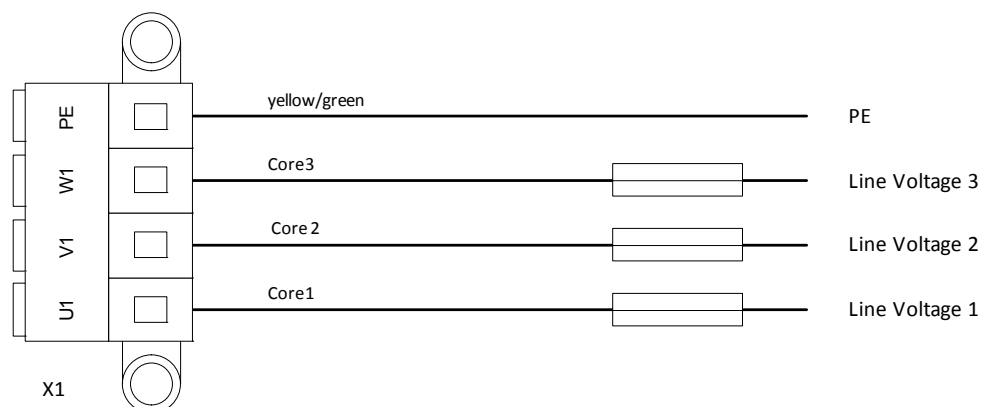 PE yellow/green PE
W1 Core3 Line Voltage 3
V1 Core 2 Line Voltage 2
U1 Core1 Line Voltage 1
X1